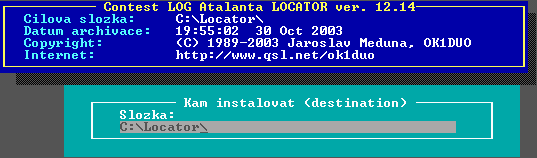 Contest LOG Atalanta LOCATOR ver. 12.14
Cilova slozka: C:\Locator\
Datum archivace: 19:55:02 30 Oct 2003
Copyright: (C) 1989-2003 Jaroslav Meduna, OK1DUO
Internet: http://www.qsl.net/ok1duo
Kam instalovat (destination)
Slozka:
C:\Locator\